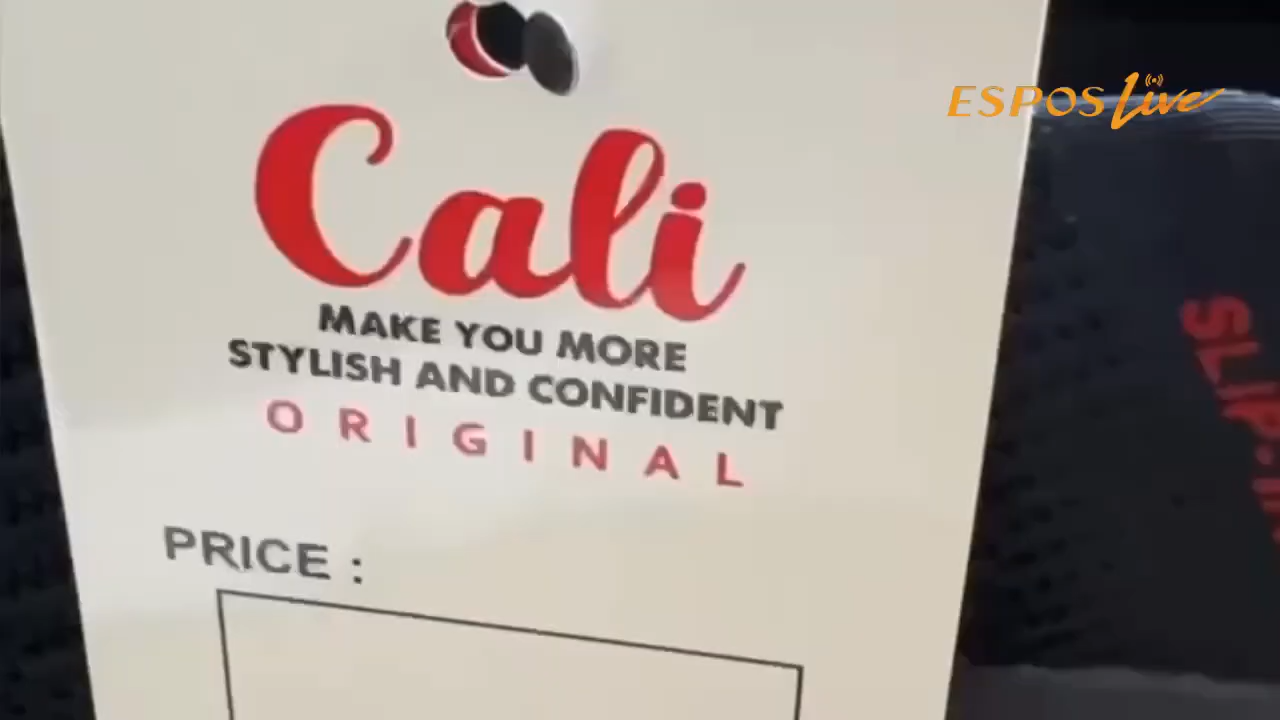 ESPOS Live
Cali
MAKE YOU MORE
STYLISH AND CONFIDENT
ORIGINAL
PRICE :